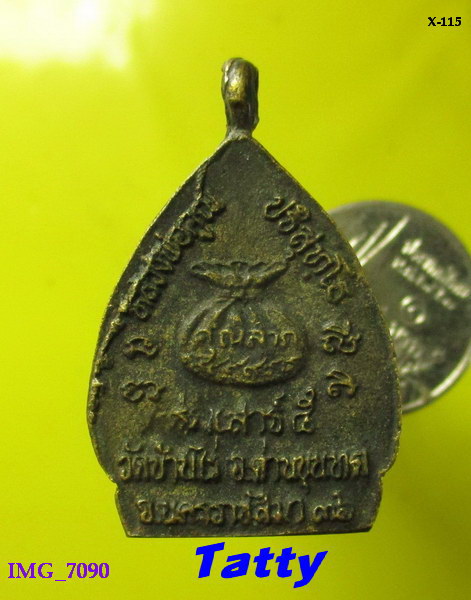 X-115
หลวงพ่อคูณ ปริสุทโธ
คูณลาภ
รุ่นเสาร์ ๕
วัดบ้านไร่ อ.ด่านขุนทด
จ.นครราชสีมา ๓๖
IMG_7090
Tatty